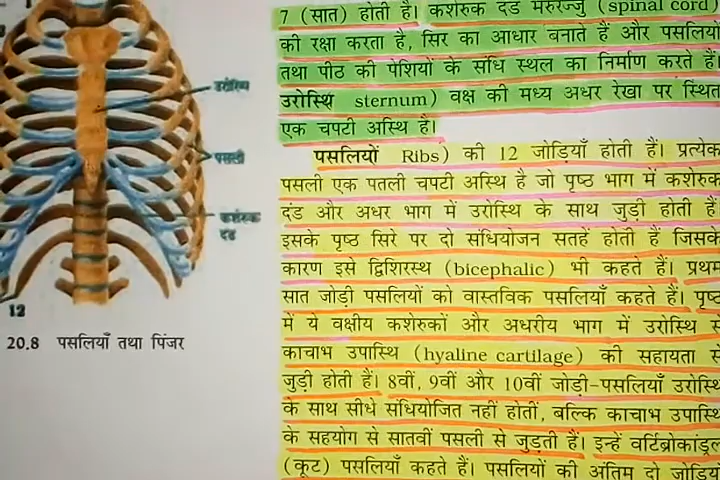 7 (सात) होती है। कशेरुक दंड मेरुरज्जु (spinal cord)
की रक्षा करता है, सिर का आधार बनाते हैं और पसलियों
तथा पीठ की पेशियों के संधि स्थल का निर्माण करते हैं।
उरोस्थि sternum) वक्ष की मध्य अधर रेखा पर स्थित
एक चपटी अस्थि है।
पसलियों Ribs) की 12 जोड़ियाँ होती हैं। प्रत्येक
पसली एक पतली चपटी अस्थि है जो पृष्ठ भाग में कशेरुक
दंड और अधर भाग में उरोस्थि के साथ जुड़ी होती है
इसके पृष्ठ सिरे पर दो संधियोजन सतहें होती हैं जिसके
कारण इसे द्विशिरस्थ (bicephalic) भी कहते हैं। प्रथम
सात जोड़ी पसलियों को वास्तविक पसलियाँ कहते हैं। पृष्ठ
में ये वक्षीय कशेरुकों और अधरीय भाग में उरोस्थि से
काचाभ उपास्थि (hyaline cartilage) की सहायता से
जुड़ी होती हैं। 8वीं, 9वीं और 10वीं जोड़ी-पसलियाँ उरोस्थि
के साथ सीधे संधियोजित नहीं होतीं, बल्कि काचाभ उपास्थि
के सहयोग से सातवीं पसली से जुड़ती हैं। इन्हें वर्टिब्रोकांड्रल
(कूट) पसलियाँ कहते हैं। पसलियों की अंतिम दो जोड़ियाँ
उरोस्थि
पसली
कशेरुक
दंड
12
20.8 पसलियाँ तथा पिंजर